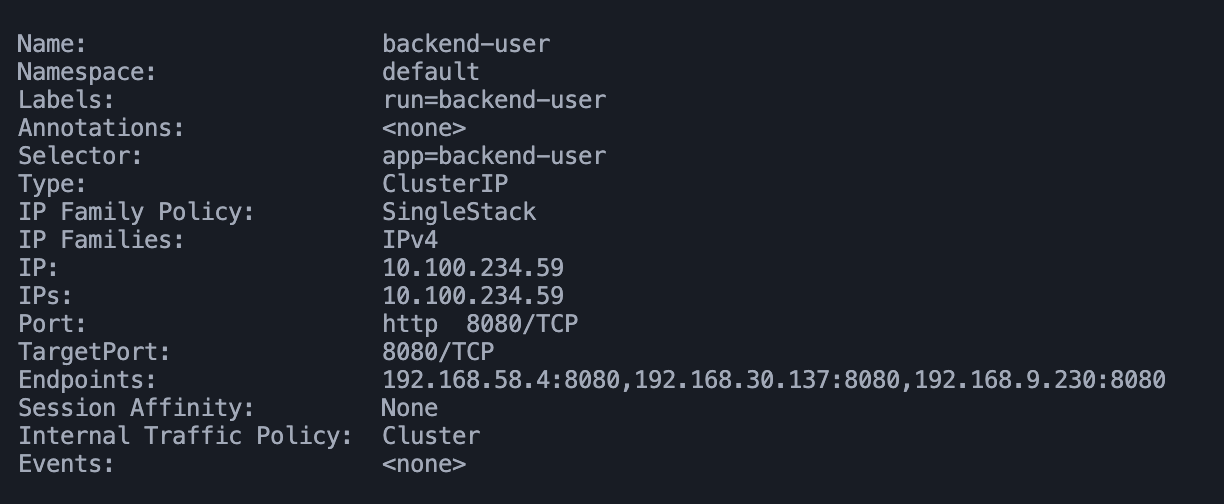 Name: backend-user
Namespace: default
Labels: run=backend-user
Annotations: <none>
Selector: app=backend-user
Type: ClusterIP
IP Family Policy: SingleStack
IP Families: IPv4
IP: 10.100.234.59
IPs: 10.100.234.59
Port: http 8080/TCP
TargetPort: 8080/TCP
Endpoints: 192.168.58.4:8080,192.168.30.137:8080,192.168.9.230:8080
Session Affinity: None
Internal Traffic Policy: Cluster
Events: <none>